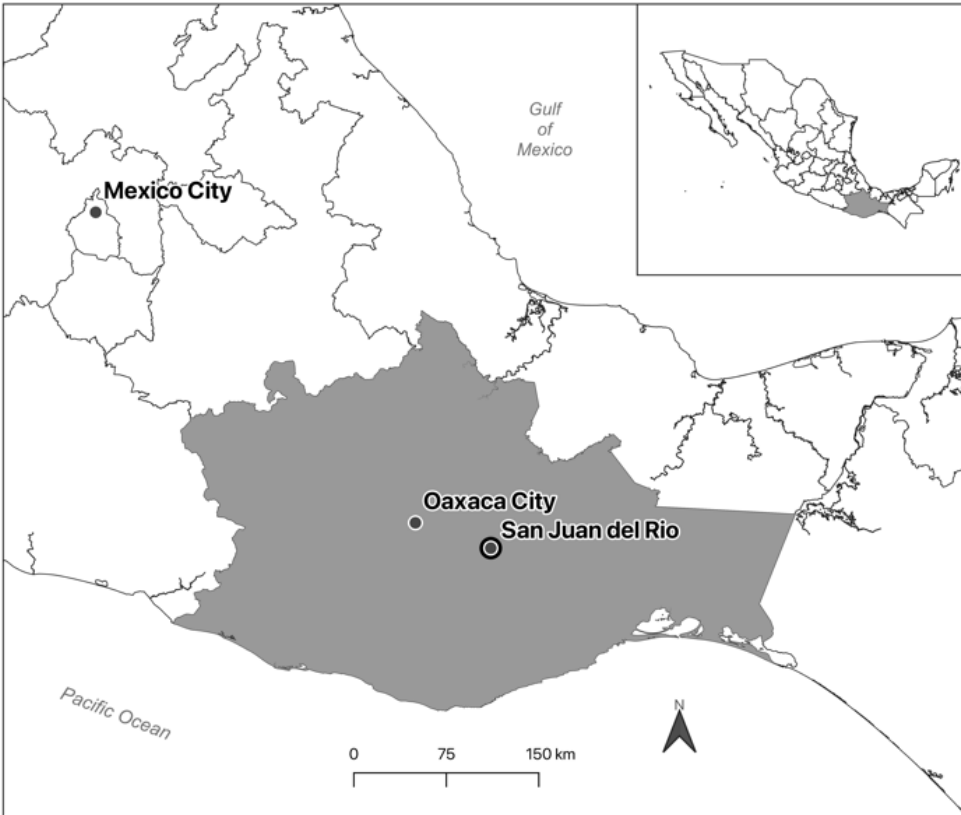 Gulf
of
Mexico
Mexico City
Oaxaca City
San Juan del Rio
Pacific Ocean
N
0 75 150 km